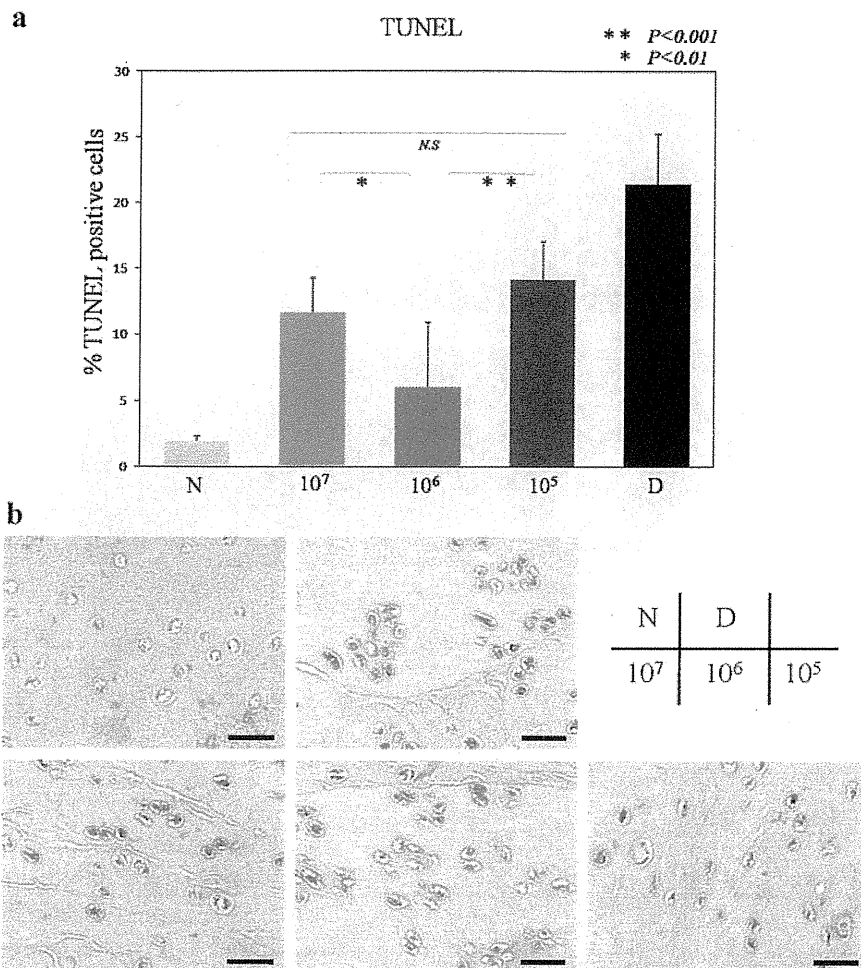 a
TUNEL
** P<0.001
* P<0.01
% TUNEL positive cells
30
25
20
15
10
5
0
N.S
*
**
N 10⁷ 10⁶ 10⁵ D
b
N D
10⁷ 10⁶ 10⁵